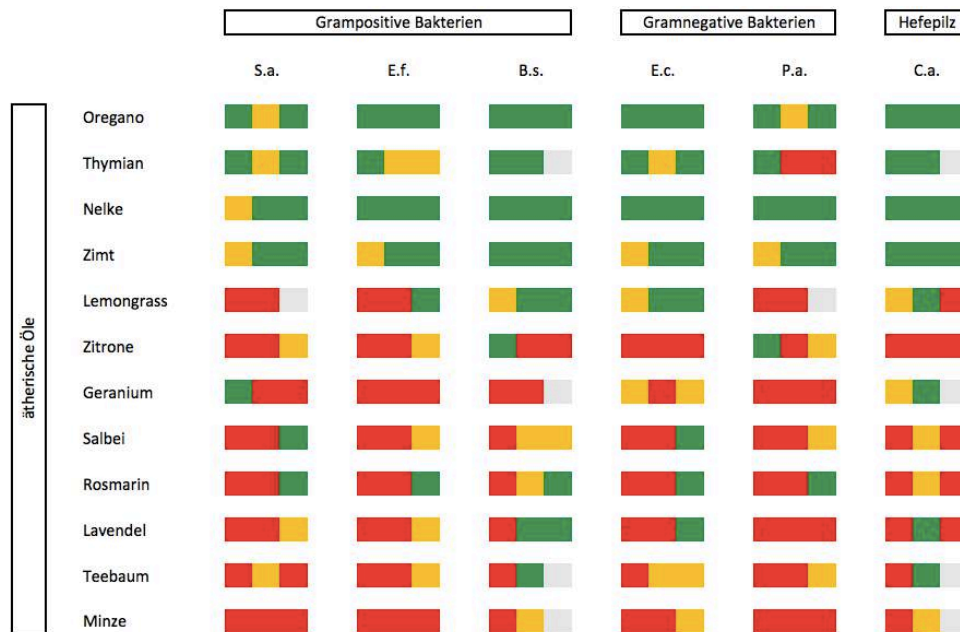 Grampositive Bakterien Gramnegative Bakterien Hefepilz
S.a. E.f. B.s. E.c. P.a. C.a.
ätherische Öle
Oregano
Thymian
Nelke
Zimt
Lemongrass
Zitrone
Geranium
Salbei
Rosmarin
Lavendel
Teebaum
Minze